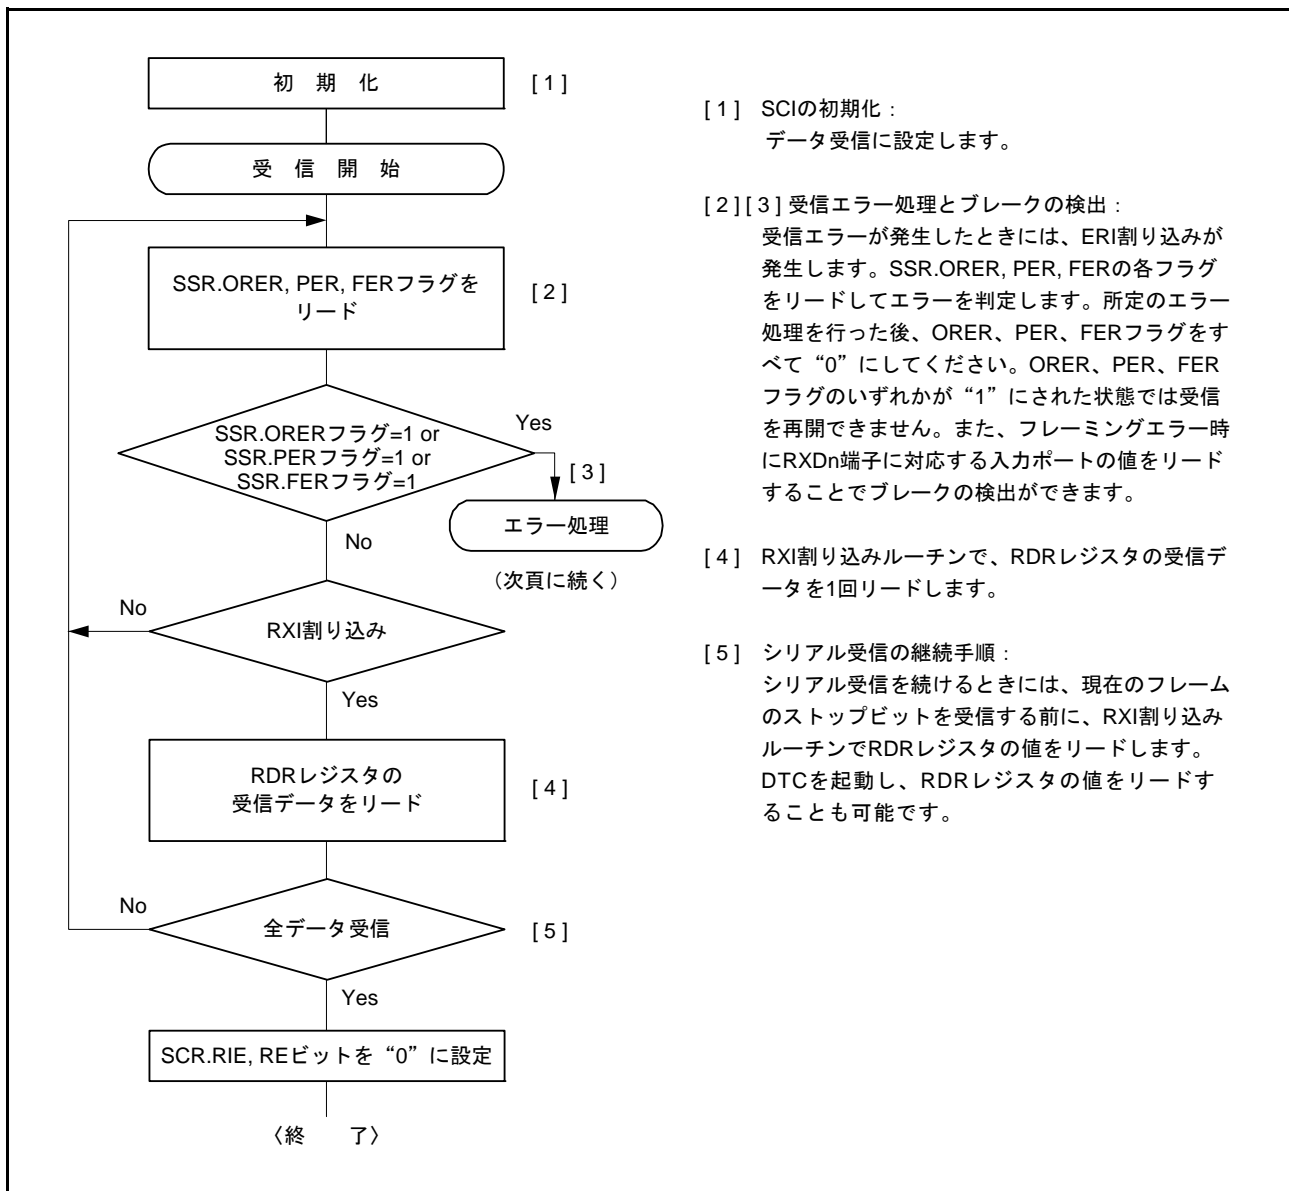 初 期 化 [1]
受 信 開 始
SSR.ORER, PER, FERフラグを
リード
[2]
SSR.ORERフラグ=1 or
SSR.PERフラグ=1 or
SSR.FERフラグ=1
Yes
[3]
エラー処理
(次頁に続く)
No
RXI割り込み
No
Yes
RDRレジスタの
受信データをリード
[4]
No
全データ受信
[5]
Yes
SCR.RIE, REビットを“0”に設定
〈終 了〉
[1] SCIの初期化：
データ受信に設定します。
[2][3] 受信エラー処理とブレークの検出：
受信エラーが発生したときには、ERI割り込みが
発生します。SSR.ORER, PER, FERの各フラグ
をリードしてエラーを判定します。所定のエラー
処理を行った後、ORER、PER、FERフラグをす
べて“0”にしてください。ORER、PER、FER
フラグのいずれかが“1”にされた状態では受信
を再開できません。また、フレーミングエラー時
にRXDn端子に対応する入力ポートの値をリード
することでブレークの検出ができます。
[4] RXI割り込みルーチンで、RDRレジスタの受信デ
ータを1回リードします。
[5] シリアル受信の継続手順：
シリアル受信を続けるときには、現在のフレーム
のストップビットを受信する前に、RXI割り込み
ルーチンでRDRレジスタの値をリードします。
DTCを起動し、RDRレジスタの値をリードす
ることも可能です。